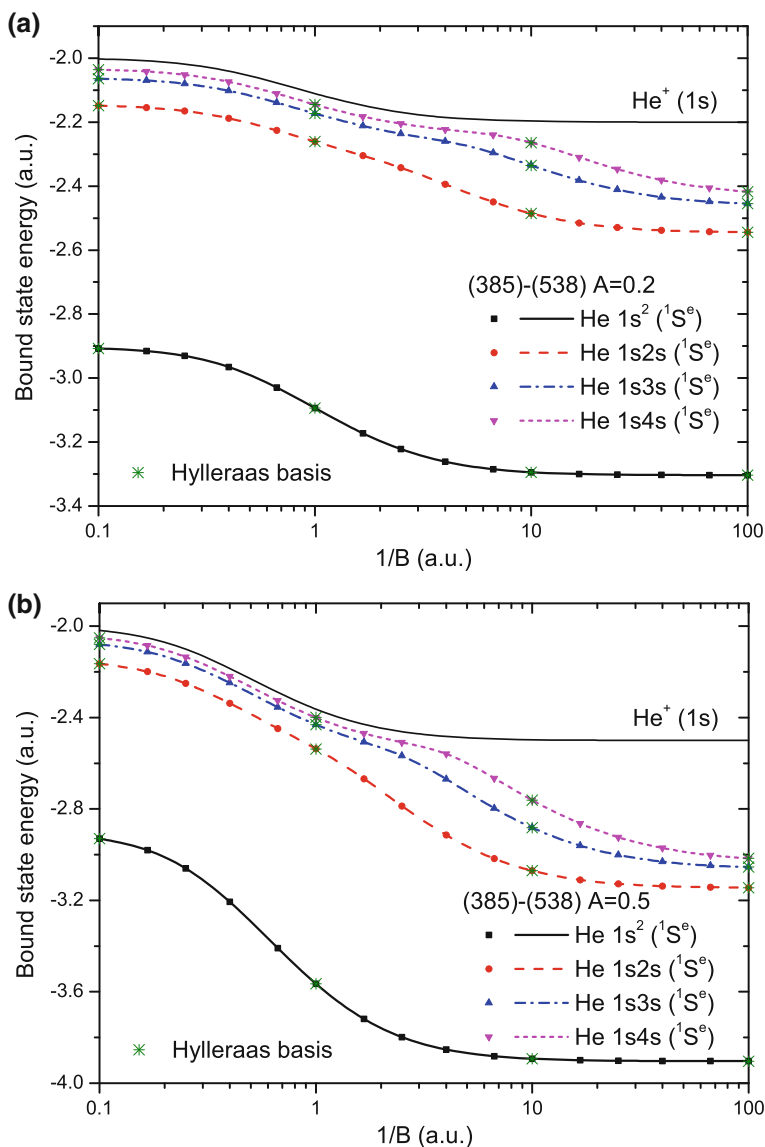 (a)
-2.0
-2.2
-2.4
-2.6
-2.8
-3.0
-3.2
-3.4
Bound state energy (a.u.)
He⁺ (1s)
(385)-(538) A=0.2
He 1s² (¹Sᵉ)
He 1s2s (¹Sᵉ)
He 1s3s (¹Sᵉ)
He 1s4s (¹Sᵉ)
Hylleraas basis
0.1 1 10 100
1/B (a.u.)
(b)
-2.0
-2.4
-2.8
-3.2
-3.6
-4.0
Bound state energy (a.u.)
He⁺ (1s)
(385)-(538) A=0.5
He 1s² (¹Sᵉ)
He 1s2s (¹Sᵉ)
He 1s3s (¹Sᵉ)
He 1s4s (¹Sᵉ)
Hylleraas basis
0.1 1 10 100
1/B (a.u.)